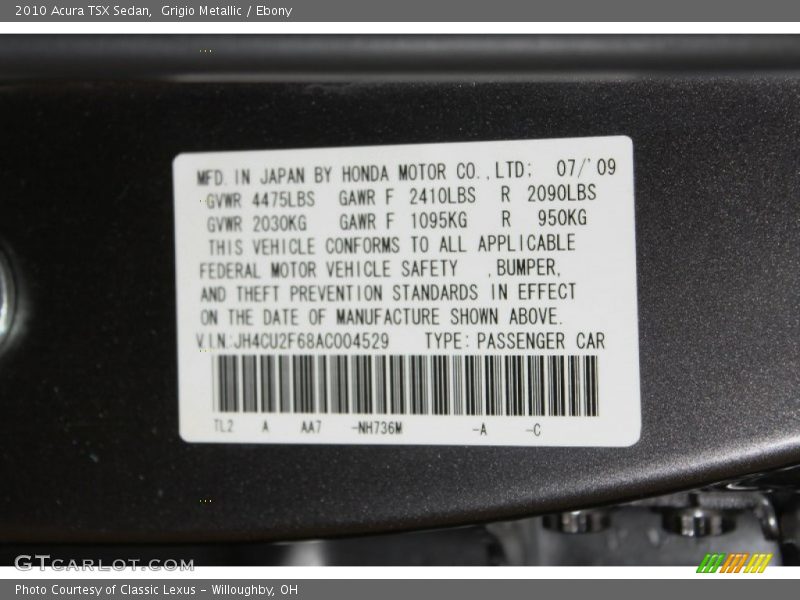 2010 Acura TSX Sedan,  Grigio Metallic / Ebony
MFD. IN JAPAN BY HONDA MOTOR CO.,LTD; 07/'09
GVWR 4475LBS GAWR F 2410LBS R 2090LBS
GVWR 2030KG GAWR F 1095KG R 950KG
THIS VEHICLE CONFORMS TO ALL APPLICABLE
FEDERAL MOTOR VEHICLE SAFETY ,BUMPER,
AND THEFT PREVENTION STANDARDS IN EFFECT
ON THE DATE OF MANUFACTURE SHOWN ABOVE.
V.I.N.:JH4CU2F68AC004529 TYPE: PASSENGER CAR
TL2 A AA7 -NH736M -A -C
GTCARLOT.COM
Photo Courtesy of Classic Lexus - Willoughby, OH